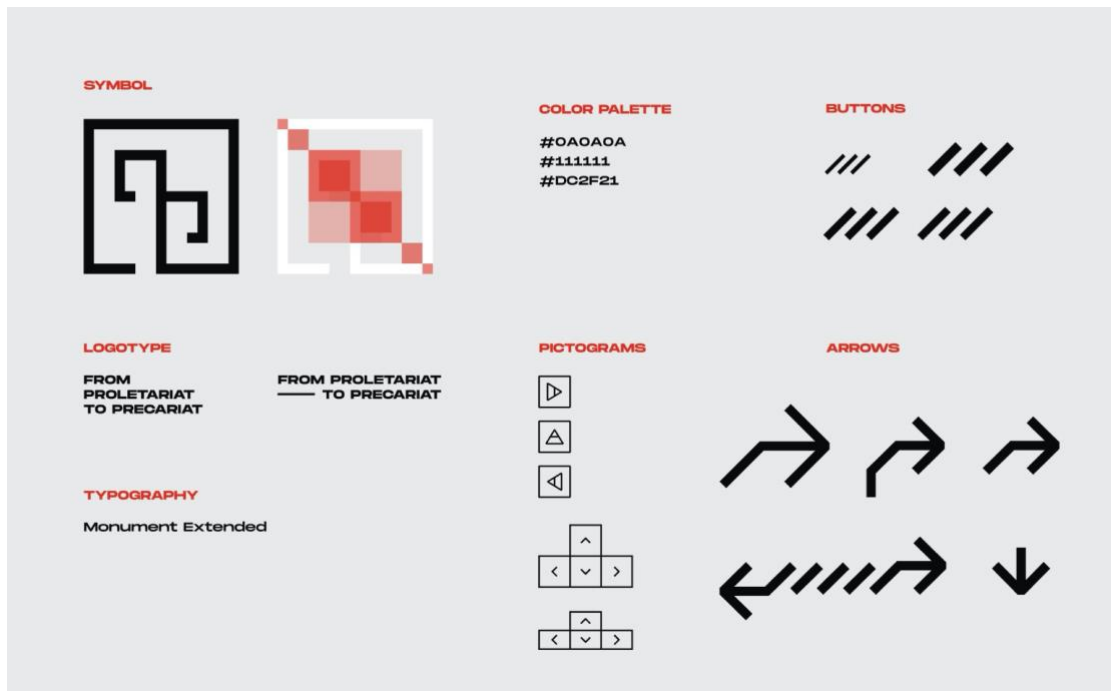 SYMBOL
COLOR PALETTE
#0A0A0A
#111111
#DC2F21
BUTTONS
LOGOTYPE
FROM
PROLETARIAT
TO PRECARIAT
FROM PROLETARIAT
TO PRECARIAT
TYPOGRAPHY
Monument Extended
PICTOGRAMS
ARROWS